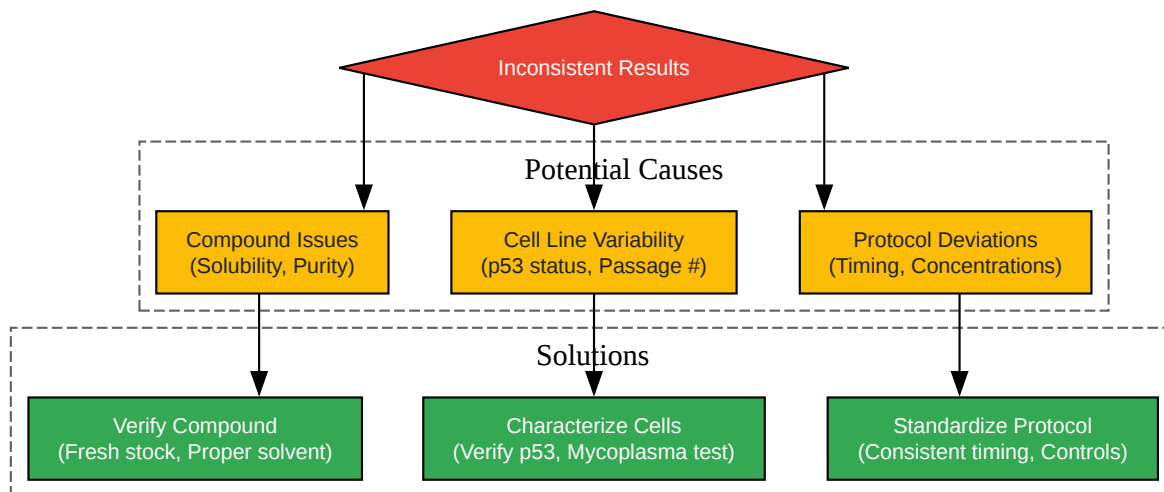 Inconsistent Results
Potential Causes
Compound Issues
(Solubility, Purity)
Cell Line Variability
(p53 status, Passage #)
Protocol Deviations
(Timing, Concentrations)
Solutions
Verify Compound
(Fresh stock, Proper solvent)
Characterize Cells
(Verify p53, Mycoplasma test)
Standardize Protocol
(Consistent timing, Controls)